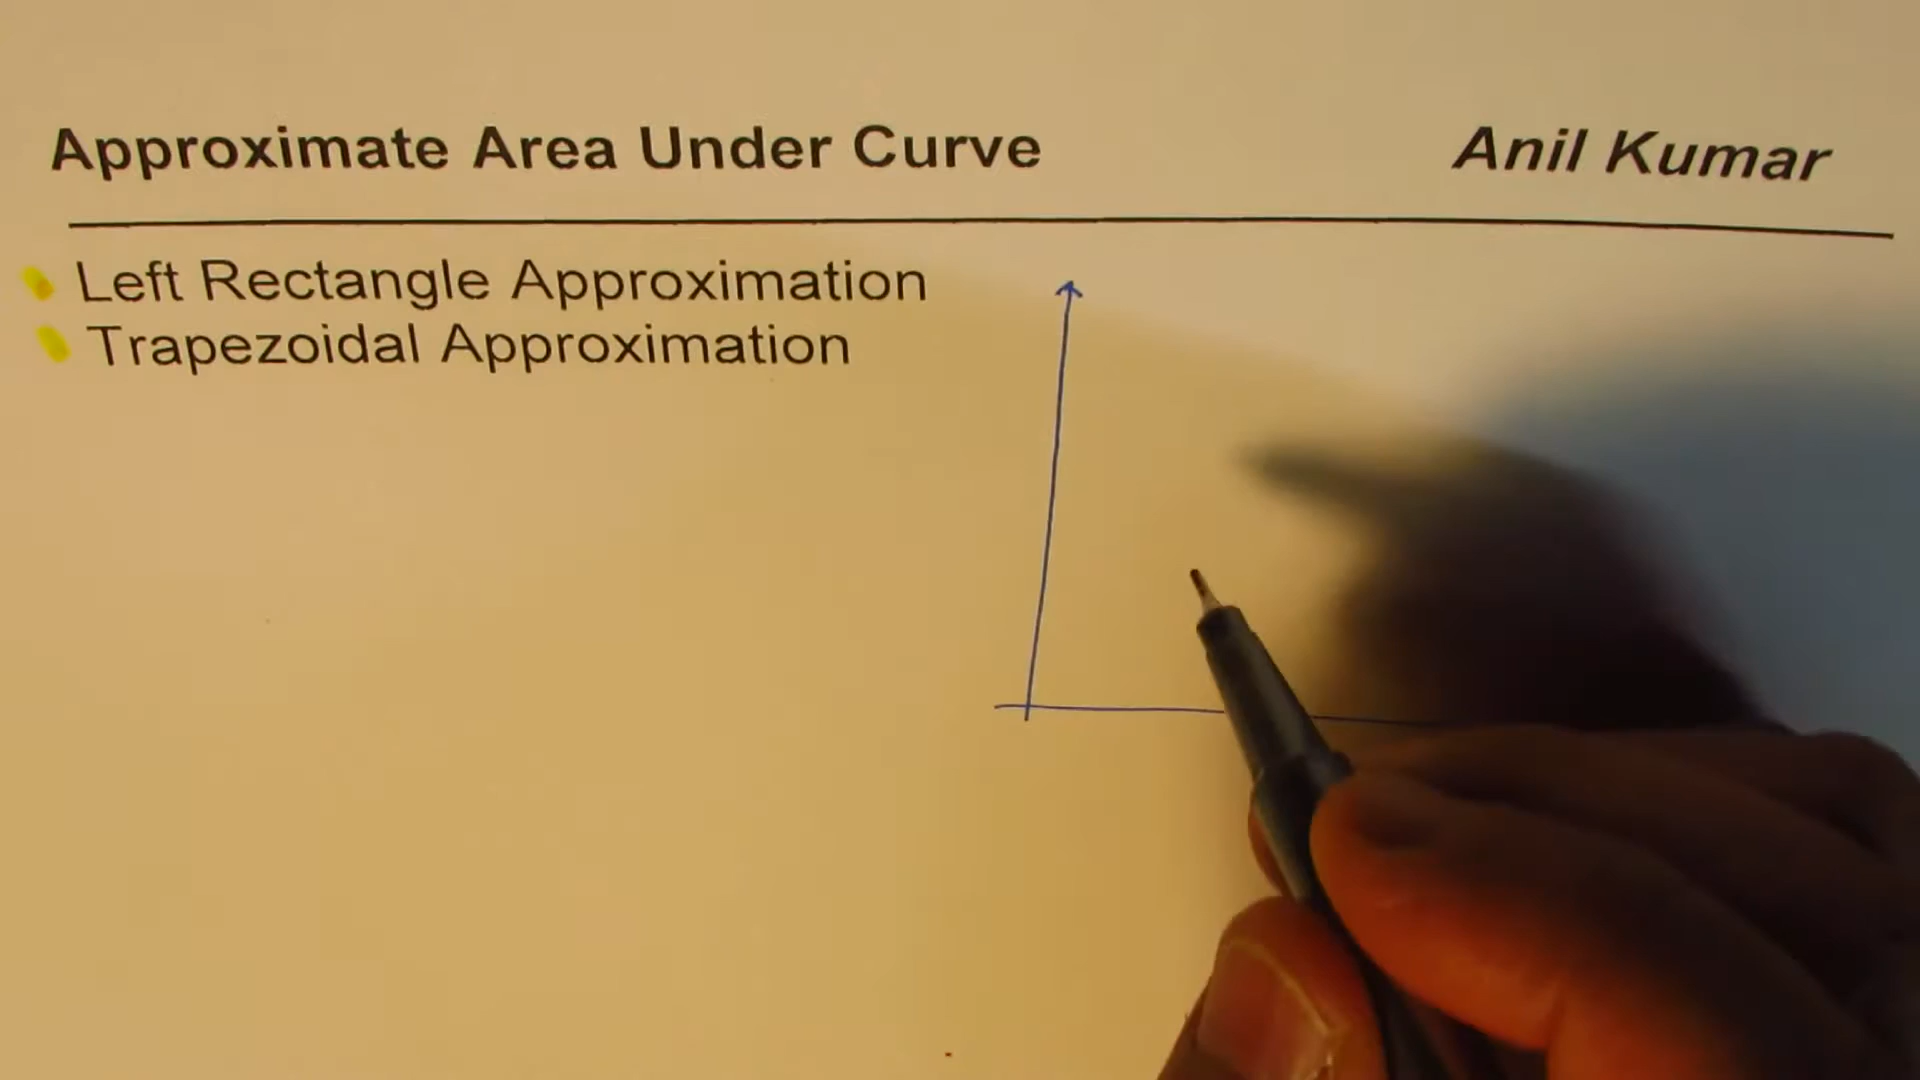 Approximate Area Under Curve Anil Kumar
Left Rectangle Approximation
Trapezoidal Approximation